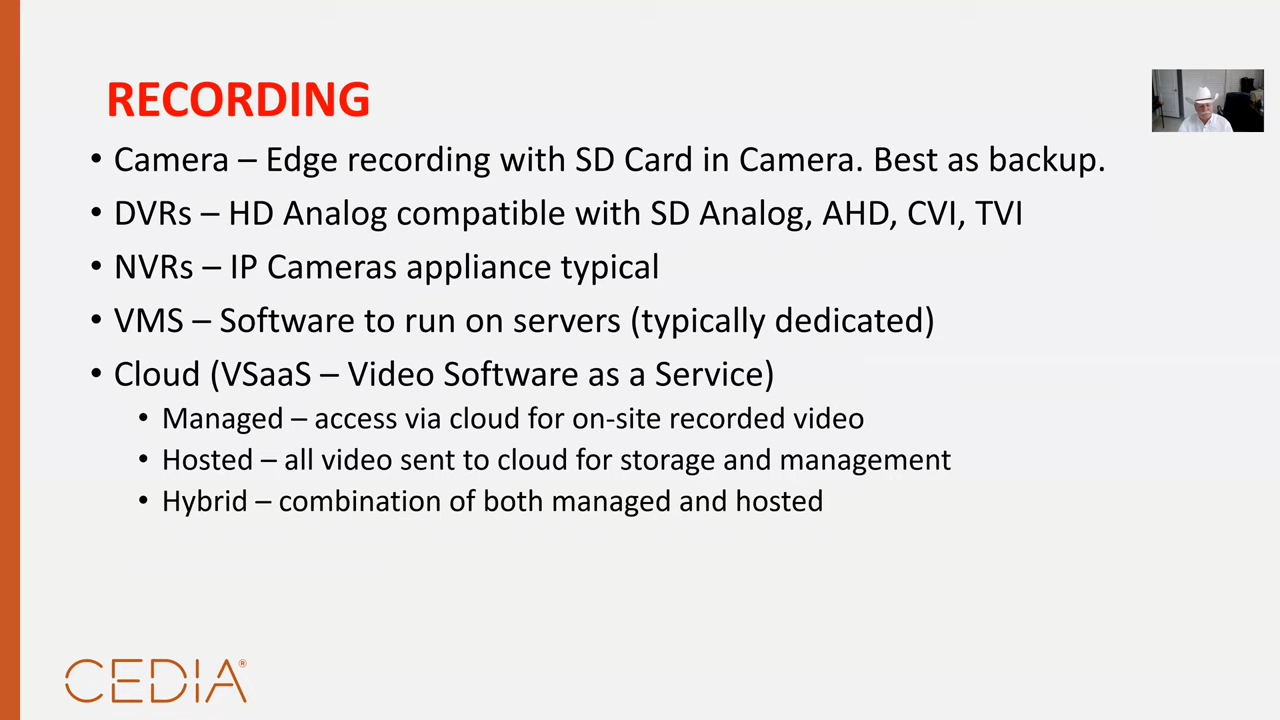 RECORDING
• Camera – Edge recording with SD Card in Camera. Best as backup.
• DVRs – HD Analog compatible with SD Analog, AHD, CVI, TVI
• NVRs – IP Cameras appliance typical
• VMS – Software to run on servers (typically dedicated)
• Cloud (VSaaS – Video Software as a Service)
• Managed – access via cloud for on-site recorded video
• Hosted – all video sent to cloud for storage and management
• Hybrid – combination of both managed and hosted
CEDIA®